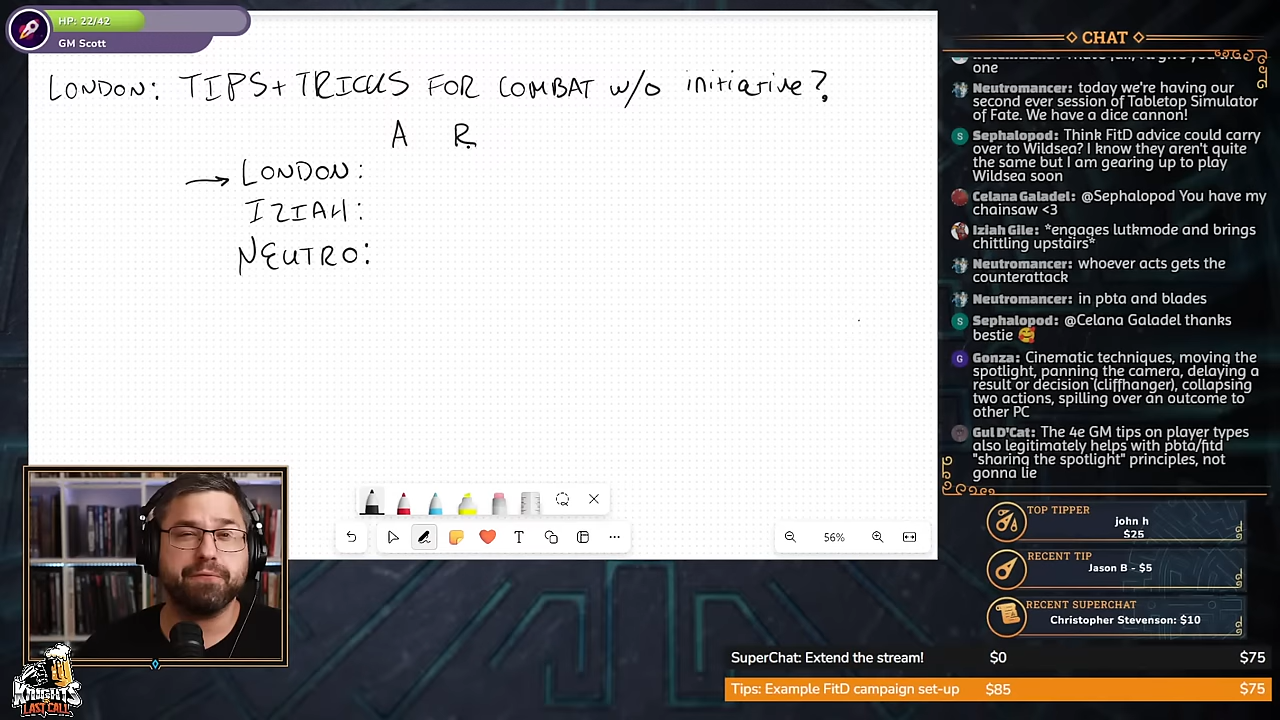 HP: 22/42
GM Scott
LONDON: TIPS + TRICKS FOR COMBAT w/o initiative?
A R
LONDON:
IZIAH:
NEUTRO:
56%
CHAT
one
Neutromancer: today we're having our
second ever session of Tabletop Simulator
of Fate. We have a dice cannon!
S Sephalopod: Think FitD advice could carry
over to Wildsea? I know they aren't quite
the same but I am gearing up to play
Wildsea soon
Celana Galadel: @Sephalopod You have my
chainsaw <3
Iziah Gile: *engages lutkmode and brings
chittling upstairs*
Neutromancer: whoever acts gets the
counterattack
Neutromancer: in pbta and blades
S Sephalopod: @Celana Galadel thanks
bestie 🥰
G Gonza: Cinematic techniques, moving the
spotlight, panning the camera, delaying a
result or decision (cliffhanger), collapsing
two actions, spilling over an outcome to
other PC
Gul D'Cat: The 4e GM tips on player types
also legitimately helps with pbta/fitd
"sharing the spotlight" principles, not
gonna lie
TOP TIPPER
john h
$25
RECENT TIP
Jason B - $5
RECENT SUPERCHAT
Christopher Stevenson: $10
SuperChat: Extend the stream! $0 $75
Tips: Example FitD campaign set-up $85 $75
KNIGHTS
LAST CALL